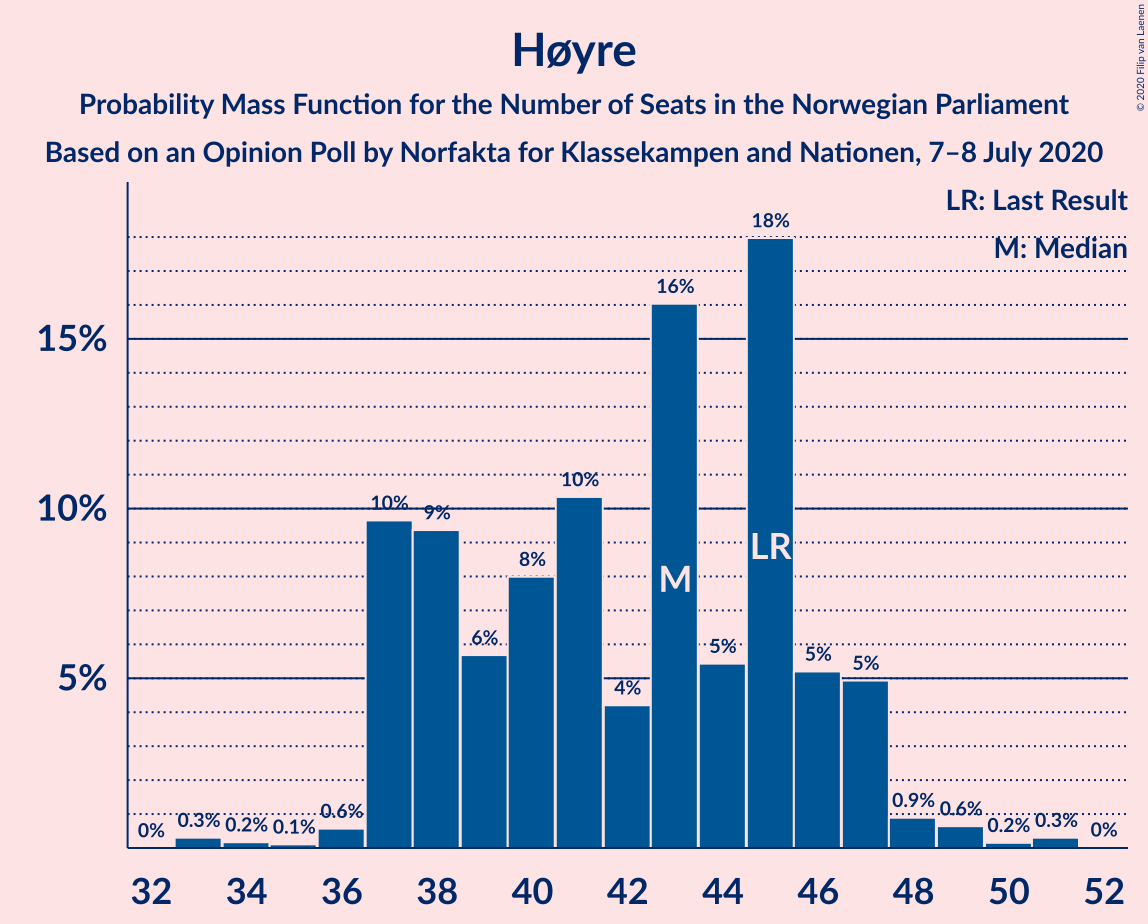 Høyre
Probability Mass Function for the Number of Seats in the Norwegian Parliament
Based on an Opinion Poll by Norfakta for Klassekampen and Nationen, 7–8 July 2020
© 2020 Filip van Laenen
LR: Last Result
M: Median
15%
10%
5%
0%
0.3%
0.2%
0.1%
0.6%
10%
9%
6%
8%
10%
4%
16%
5%
18%
5%
5%
0.9%
0.6%
0.2%
0.3%
0%
M
LR
32 34 36 38 40 42 44 46 48 50 52